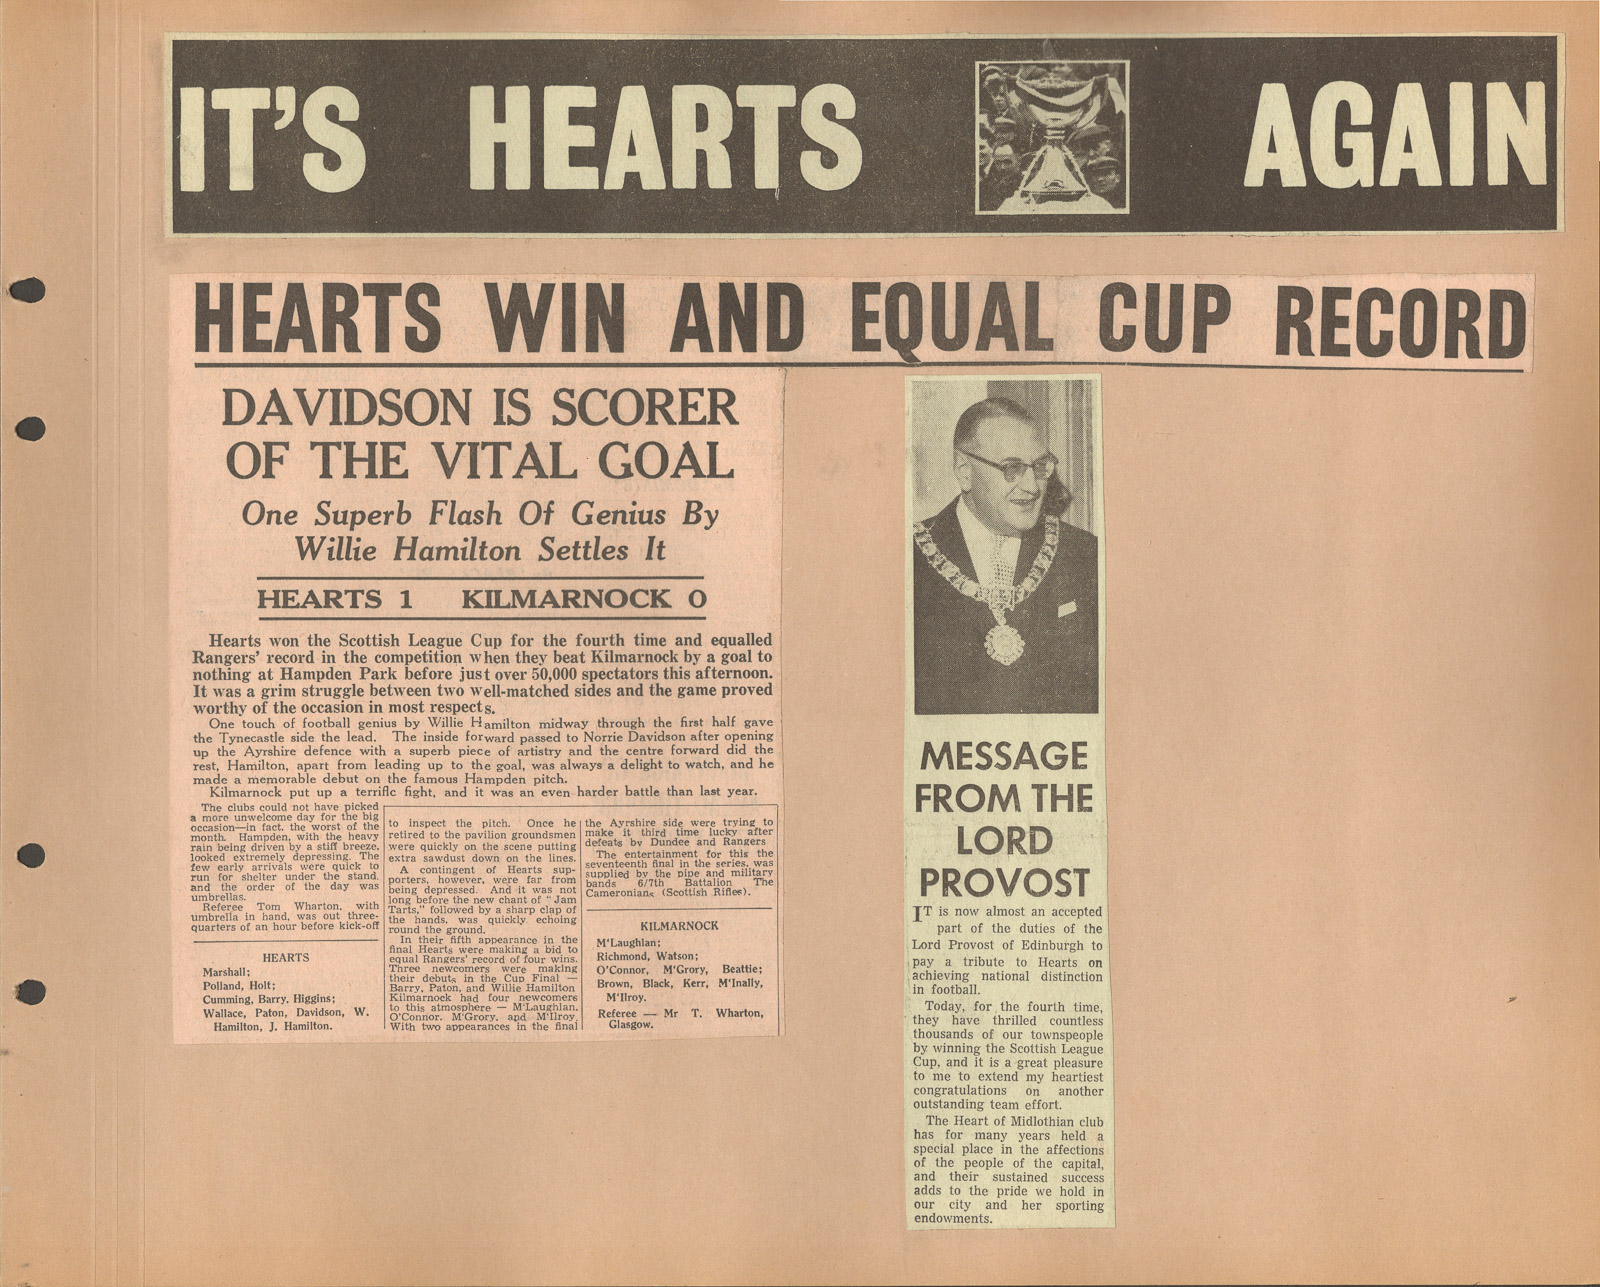 IT'S HEARTS AGAIN
HEARTS WIN AND EQUAL CUP RECORD
DAVIDSON IS SCORER
OF THE VITAL GOAL
One Superb Flash Of Genius By
Willie Hamilton Settles It
HEARTS 1 KILMARNOCK 0
Hearts won the Scottish League Cup for the fourth time and equalled
Rangers' record in the competition when they beat Kilmarnock by a goal to
nothing at Hampden Park before just over 50,000 spectators this afternoon.
It was a grim struggle between two well-matched sides and the game proved
worthy of the occasion in most respects.
One touch of football genius by Willie Hamilton midway through the first half gave
the Tynecastle side the lead. The inside forward passed to Norrie Davidson after opening
up the Ayrshire defence with a superb piece of artistry and the centre forward did the
rest, Hamilton, apart from leading up to the goal, was always a delight to watch, and he
made a memorable debut on the famous Hampden pitch.
Kilmarnock put up a terrific fight, and it was an even harder battle than last year.
The clubs could not have picked
a more unwelcome day for the big
occasion—in fact, the worst of the
month. Hampden, with the heavy
rain being driven by a stiff breeze,
looked extremely depressing. The
few early arrivals were quick to
run for shelter under the stand,
and the order of the day was
umbrellas.
Referee Tom Wharton, with
umbrella in hand, was out three-
quarters of an hour before kick-off
HEARTS
Marshall;
Polland, Holt;
Cumming, Barry, Higgins;
Wallace, Paton, Davidson, W.
Hamilton, J. Hamilton.
to inspect the pitch. Once he
retired to the pavilion groundsmen
were quickly on the scene putting
extra sawdust down on the lines.
A contingent of Hearts sup-
porters, however, were far from
being depressed. And it was not
long before the new chant of "Jam
Tarts," followed by a sharp clap of
the hands, was quickly echoing
round the ground.
In their fifth appearance in the
final Hearts were making a bid to
equal Rangers' record of four wins.
Three newcomers were making
their debuts in the Cup Final —
Barry, Paton, and Willie Hamilton
Kilmarnock had four newcomers
to this atmosphere — M'Laughlan,
O'Connor, M'Grory, and M'Ilroy.
With two appearances in the final
the Ayrshire side were trying to
make it third time lucky after
defeats by Dundee and Rangers
The entertainment for this the
seventeenth final in the series, was
supplied by the pipe and military
bands 6/7th Battalion The
Cameronians (Scottish Rifles).
KILMARNOCK
M'Laughlan;
Richmond, Watson;
O'Connor, M'Grory, Beattie;
Brown, Black, Kerr, M'Inally,
M'Ilroy.
Referee — Mr T. Wharton,
Glasgow.
MESSAGE
FROM THE
LORD
PROVOST
IT is now almost an accepted
part of the duties of the
Lord Provost of Edinburgh to
pay a tribute to Hearts on
achieving national distinction
in football.
Today, for the fourth time,
they have thrilled countless
thousands of our townspeople
by winning the Scottish League
Cup, and it is a great pleasure
to me to extend my heartiest
congratulations on another
outstanding team effort.
The Heart of Midlothian club
has for many years held a
special place in the affections
of the people of the capital,
and their sustained success
adds to the pride we hold in
our city and her sporting
endowments.